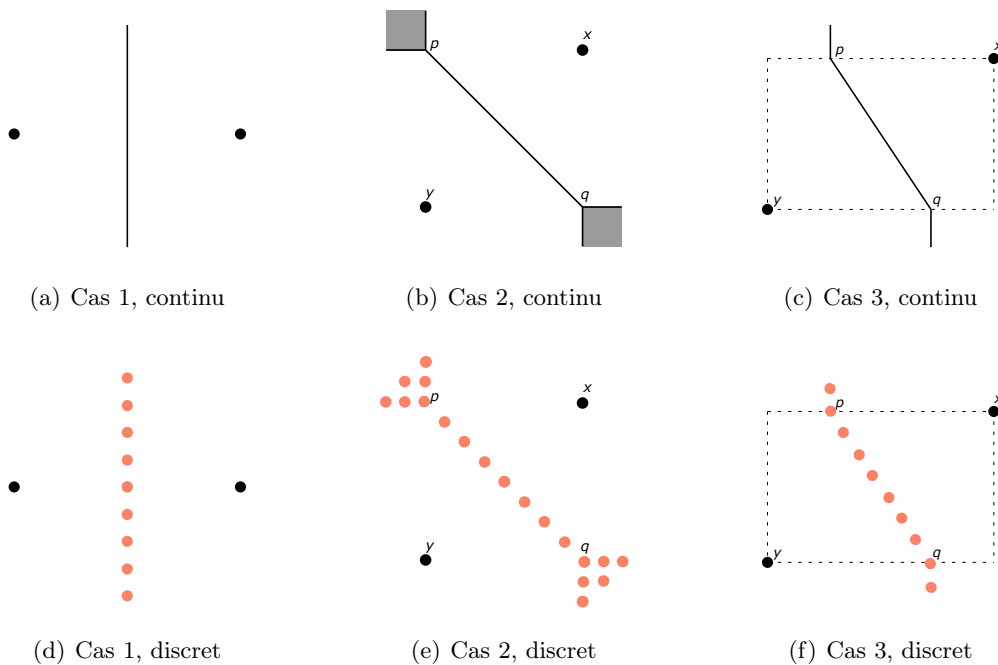 p
x
y
q
p
x
y
q
(a) Cas 1, continu
(b) Cas 2, continu
(c) Cas 3, continu
p
x
y
q
p
x
y
q
(d) Cas 1, discret
(e) Cas 2, discret
(f) Cas 3, discret